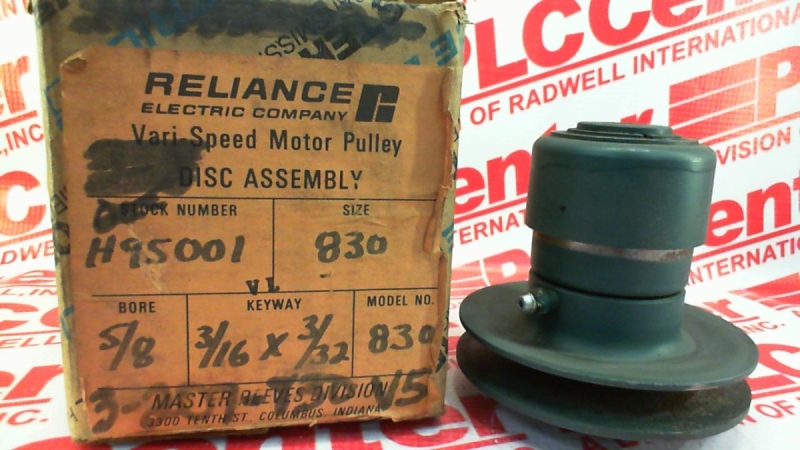 RELIANCE R
ELECTRIC COMPANY
Vari-Speed Motor Pulley
DISC ASSEMBLY
STOCK NUMBER SIZE
H95001 830
BORE KEYWAY MODEL NO.
5/8 3/16 x 3/32 830
MASTER REEVES DIVISION 15
3300 TENTH ST. COLUMBUS, INDIANA
PLCCenter
OF RADWELL INTERNATIONAL
PLCCenter
DIVISION
INTERNATIONAL